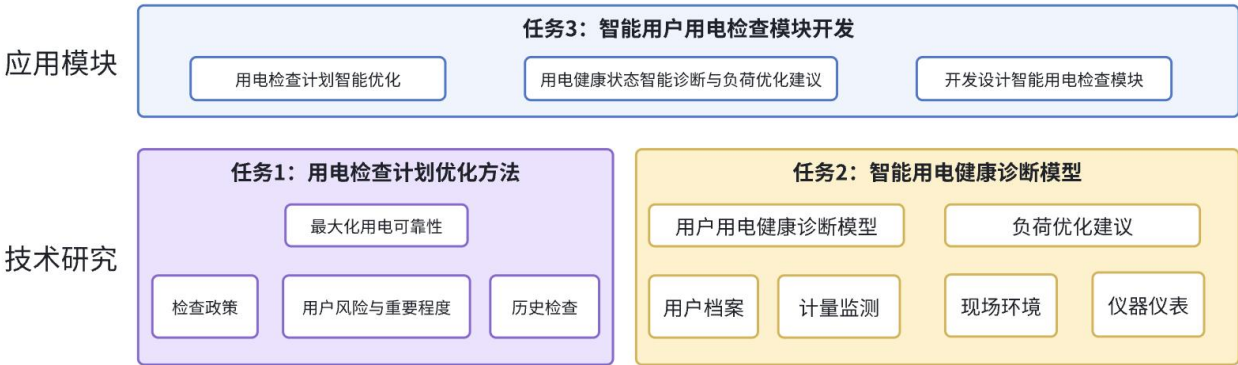 应用模块
任务3：智能用户用电检查模块开发
用电检查计划智能优化
用电健康状态智能诊断与负荷优化建议
开发设计智能用电检查模块
技术研究
任务1：用电检查计划优化方法
最大化用电可靠性
检查政策
用户风险与重要程度
历史检查
任务2：智能用电健康诊断模型
用户用电健康诊断模型
负荷优化建议
用户档案
计量监测
现场环境
仪器仪表